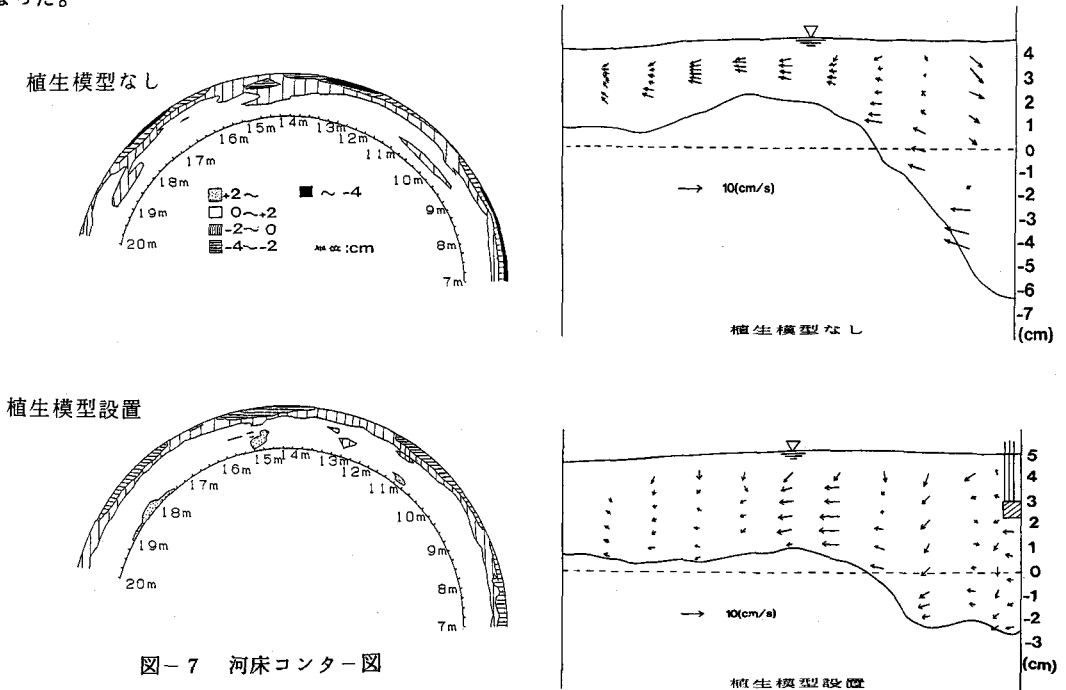 まった。
植生模型なし
20m
19m
18m
17m
16m
15m
14m
13m
12m
11m
10m
9m
8m
7m
+2～
0～+2
-2～0
-4～-2
～-4
単位:cm
植生模型設置
20m
19m
18m
17m
16m
15m
14m
13m
12m
11m
10m
9m
8m
7m
図-7 河床コンター図
4
3
2
1
0
-1
-2
-3
-4
-5
-6
-7
(cm)
10(cm/s)
植生模型なし
5
4
3
2
1
0
-1
-2
-3
(cm)
10(cm/s)
植生模型設置